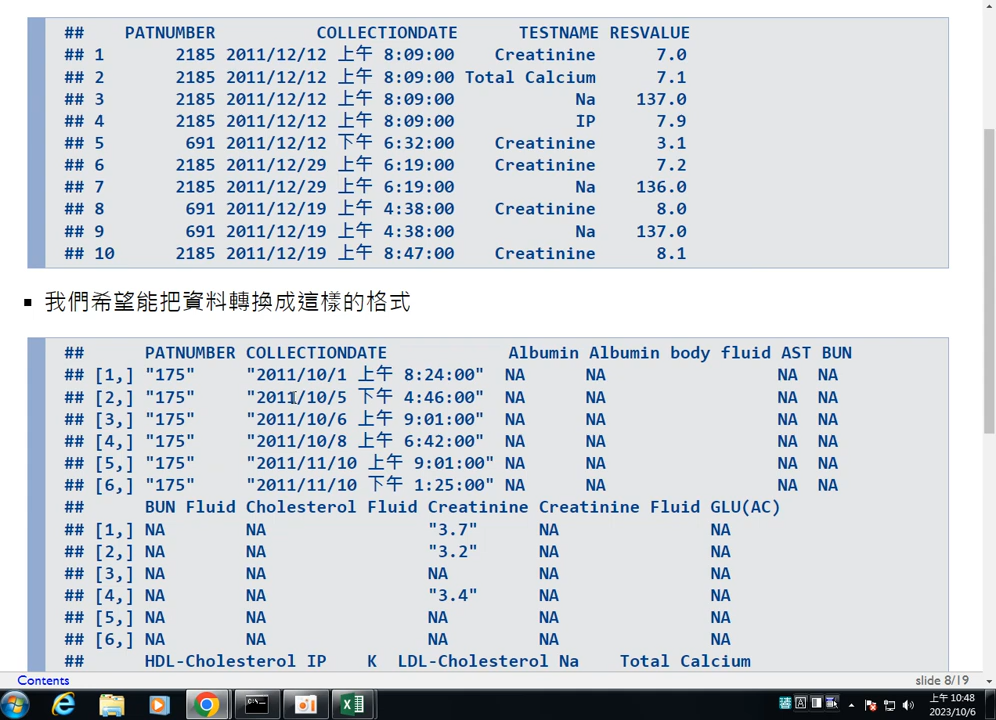 ##    PATNUMBER          COLLECTIONDATE      TESTNAME RESVALUE
## 1       2185 2011/12/12 上午 8:09:00    Creatinine      7.0
## 2       2185 2011/12/12 上午 8:09:00 Total Calcium      7.1
## 3       2185 2011/12/12 上午 8:09:00            Na    137.0
## 4       2185 2011/12/12 上午 8:09:00            IP      7.9
## 5        691 2011/12/12 下午 6:32:00    Creatinine      3.1
## 6       2185 2011/12/29 上午 6:19:00    Creatinine      7.2
## 7       2185 2011/12/29 上午 6:19:00            Na    136.0
## 8        691 2011/12/19 上午 4:38:00    Creatinine      8.0
## 9        691 2011/12/19 上午 4:38:00            Na    137.0
## 10      2185 2011/12/19 上午 8:47:00    Creatinine      8.1
▪ 我們希望能把資料轉換成這樣的格式
##      PATNUMBER COLLECTIONDATE            Albumin Albumin body fluid AST BUN
## [1,] "175"     "2011/10/1 上午 8:24:00"  NA      NA                 NA  NA
## [2,] "175"     "2011/10/5 下午 4:46:00"  NA      NA                 NA  NA
## [3,] "175"     "2011/10/6 上午 9:01:00"  NA      NA                 NA  NA
## [4,] "175"     "2011/10/8 上午 6:42:00"  NA      NA                 NA  NA
## [5,] "175"     "2011/11/10 上午 9:01:00" NA      NA                 NA  NA
## [6,] "175"     "2011/11/10 下午 1:25:00" NA      NA                 NA  NA
##      BUN Fluid Cholesterol Fluid Creatinine Creatinine Fluid GLU(AC)
## [1,] NA        NA                "3.7"      NA               NA
## [2,] NA        NA                "3.2"      NA               NA
## [3,] NA        NA                NA         NA               NA
## [4,] NA        NA                "3.4"      NA               NA
## [5,] NA        NA                NA         NA               NA
## [6,] NA        NA                NA         NA               NA
##      HDL-Cholesterol IP    K  LDL-Cholesterol Na    Total Calcium
Contents slide 8/19
上午 10:48
2023/10/6